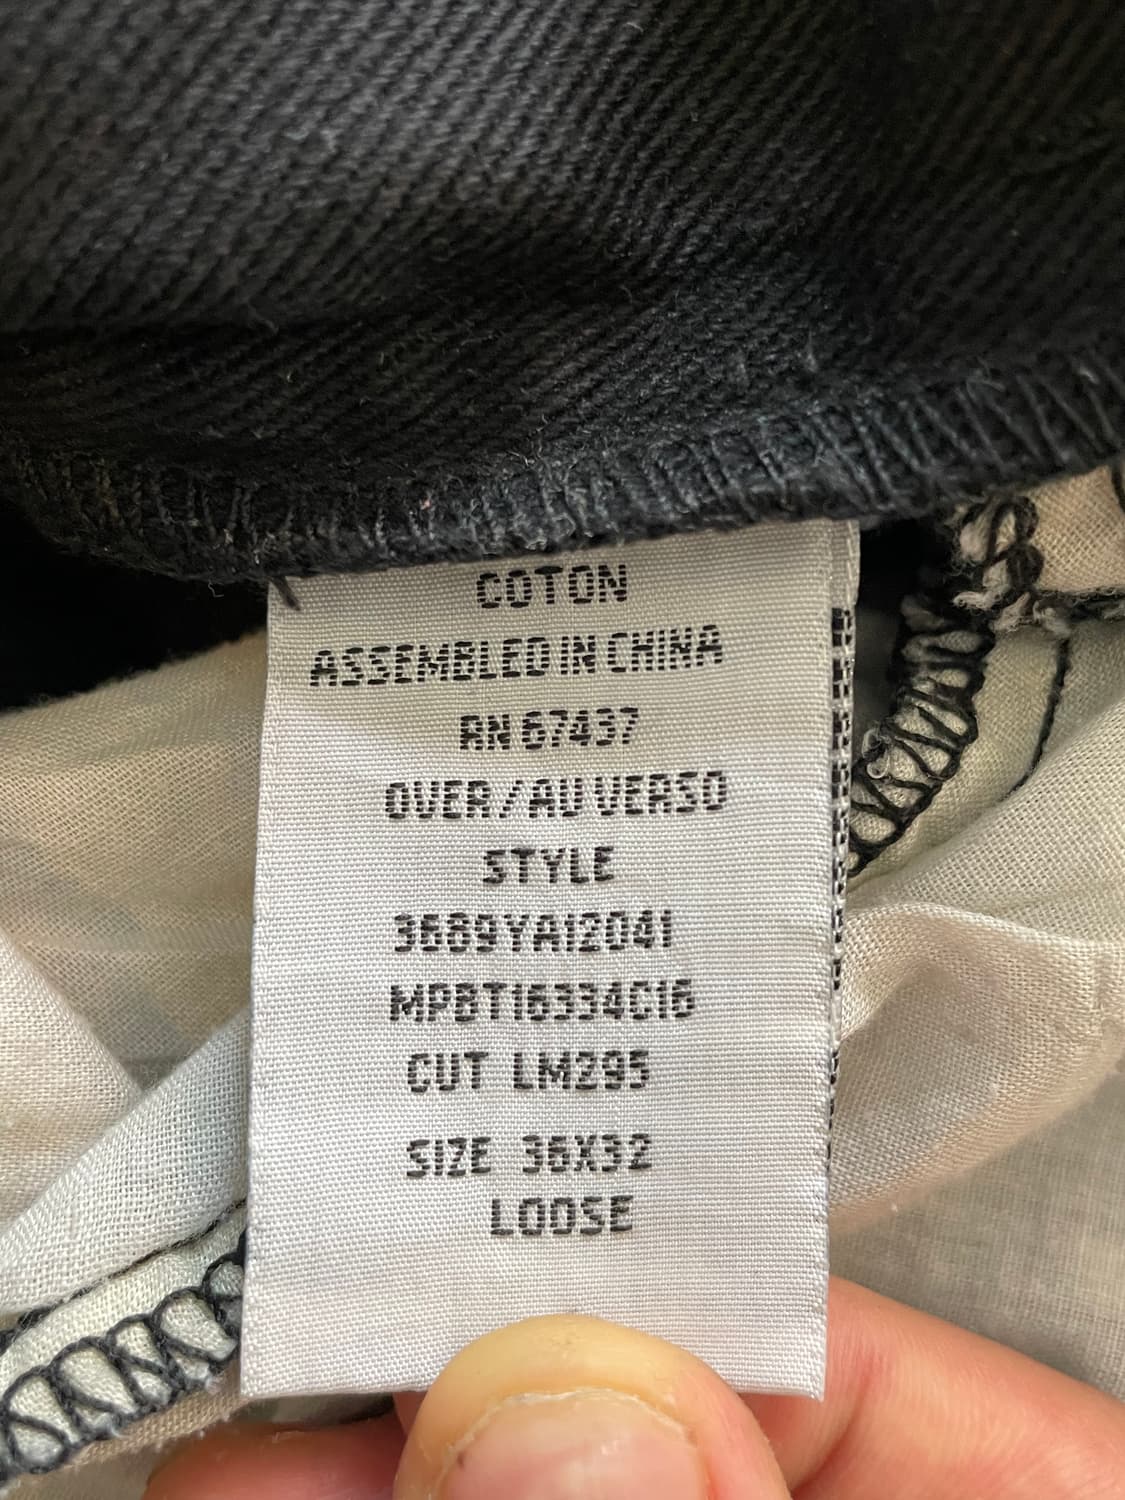 COTON
ASSEMBLED IN CHINA
RN 67437
OVER/AU VERSO
STYLE
3689YA12041
MPBT16334C16
CUT LM295
SIZE 36X32
LOOSE